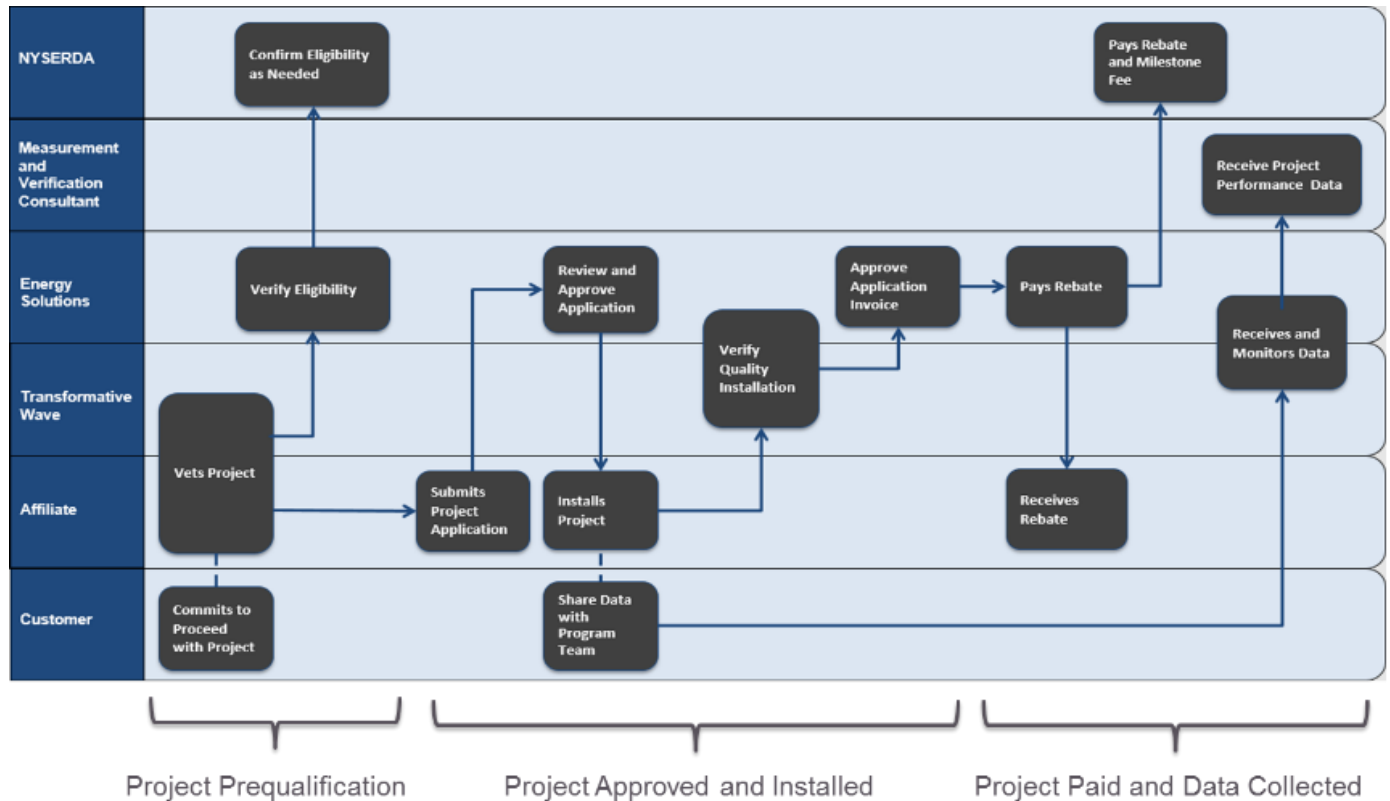 NYSERDA
Confirm Eligibility
as Needed
Pays Rebate
and Milestone
Fee
Measurement
and
Verification
Consultant
Receive Project
Performance Data
Energy
Solutions
Verify Eligibility
Review and
Approve
Application
Approve
Application
Invoice
Pays Rebate
Receives and
Monitors Data
Transformative
Wave
Verify
Quality
Installation
Vets Project
Affiliate
Submits
Project
Application
Installs
Project
Receives
Rebate
Customer
Commits to
Proceed
with Project
Share Data
with
Program
Team
Project Prequalification
Project Approved and Installed
Project Paid and Data Collected